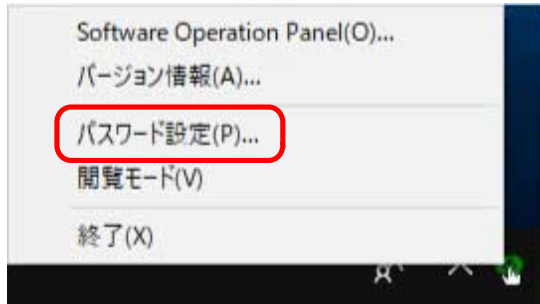 Software Operation Panel(O)...
バージョン情報(A)...
パスワード設定(P)...
閲覧モード(V)
終了(X)